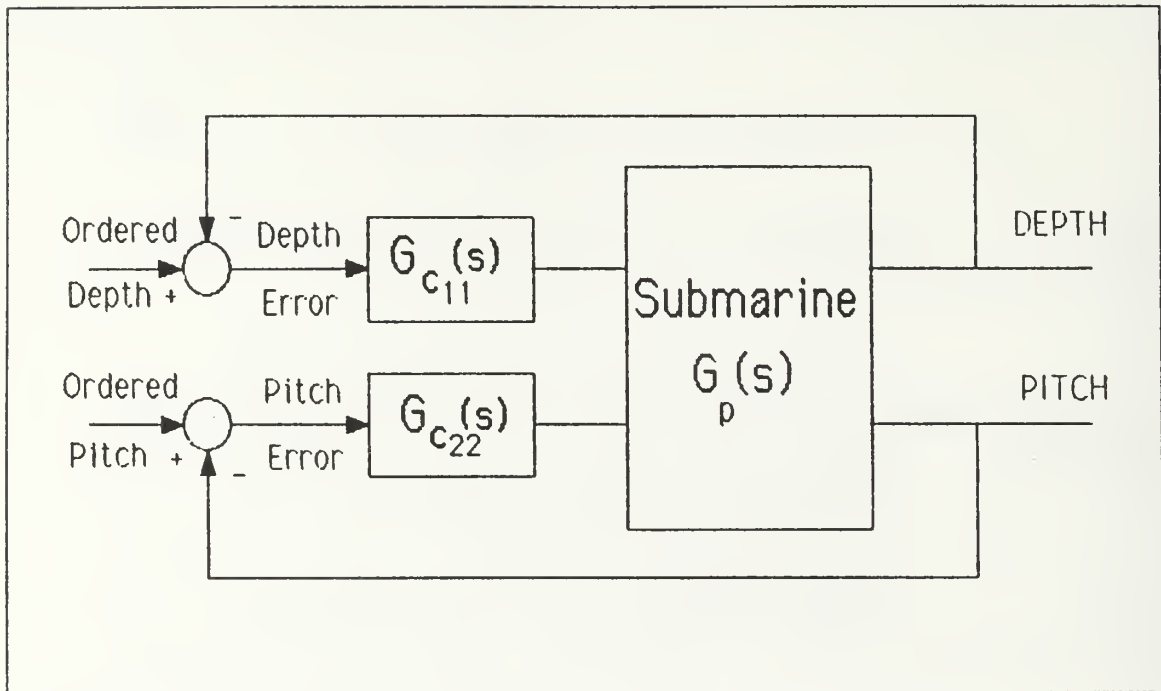 Ordered
Depth +
-
Depth
Error
G_c11(s)
Submarine
G_p(s)
DEPTH
Ordered
Pitch +
-
Pitch
Error
G_c22(s)
PITCH